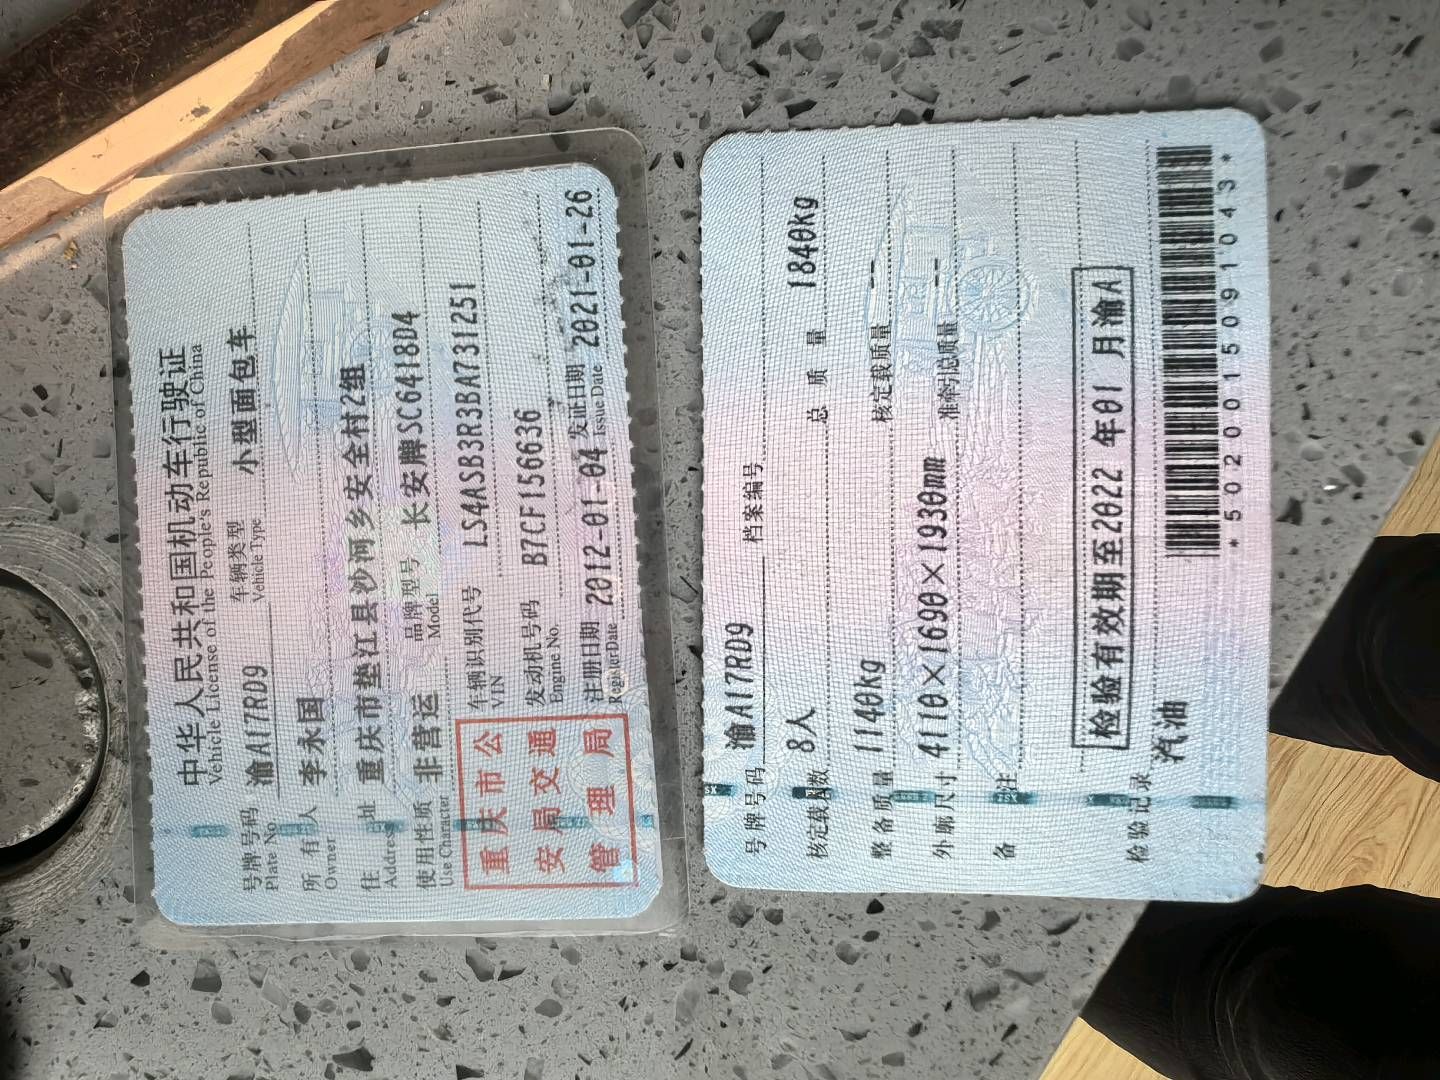 中华人民共和国机动车行驶证
Vehicle License of the People's Republic of China
号牌号码 渝A17RD9 车辆类型 小型面包车
Plate No. Vehicle Type
所有人 李永国
Owner
住址 重庆市垫江县沙河乡安全村2组
Address
使用性质 非营运 品牌型号 长安牌SC6418D4
Use Character Model
重庆市公安局交通管理局
车辆识别代号 LS4ASB3R3BA731251
VIN
发动机号码 B7CF156636
Engine No.
注册日期 2012-01-04 发证日期 2021-01-26
Register Date Issue Date
号牌号码 渝A17RD9 档案编号
核定载人数 8人 总质量 1840kg
整备质量 1140kg 核定载质量 --
外廓尺寸 4110×1690×1930mm 准牵引总质量 --
备注
检验有效期至2022年01月渝A
检验记录
汽油
*5020015091043*